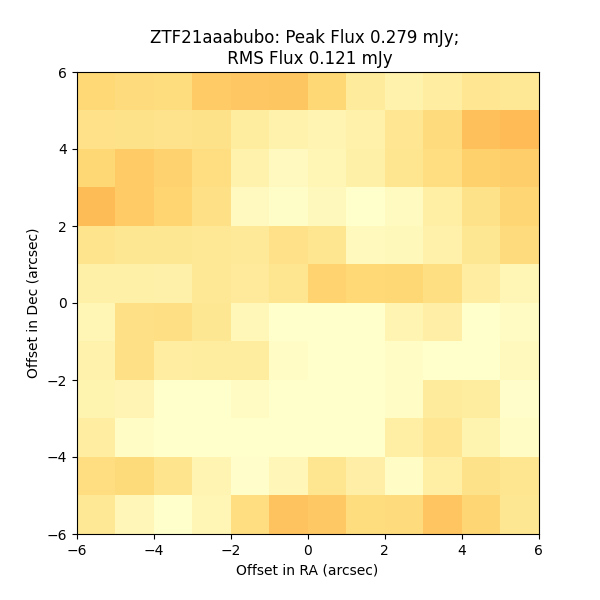 ZTF21aaabubo: Peak Flux 0.279 mJy;
RMS Flux 0.121 mJy
6
4
2
0
−2
−4
−6
Offset in Dec (arcsec)
−6 −4 −2 0 2 4 6
Offset in RA (arcsec)